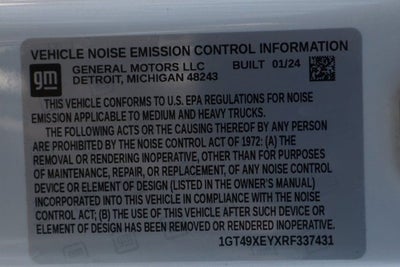 VEHICLE NOISE EMISSION CONTROL INFORMATION
gm GENERAL MOTORS LLC BUILT 01/24
DETROIT, MICHIGAN 48243
THIS VEHICLE CONFORMS TO U.S. EPA REGULATIONS FOR NOISE
EMISSION APPLICABLE TO MEDIUM AND HEAVY TRUCKS.
THE FOLLOWING ACTS OR THE CAUSING THEREOF BY ANY PERSON
ARE PROHIBITED BY THE NOISE CONTROL ACT OF 1972: (A) THE
REMOVAL OR RENDERING INOPERATIVE, OTHER THAN FOR PURPOSES
OF MAINTENANCE, REPAIR, OR REPLACEMENT, OF ANY NOISE CONTROL
DEVICE OR ELEMENT OF DESIGN (LISTED IN THE OWNER'S MANUAL)
INCORPORATED INTO THIS VEHICLE IN COMPLIANCE WITH THE NOISE
CONTROL ACT; (B) THE USE OF THIS VEHICLE AFTER SUCH DEVICE OR
ELEMENT OF DESIGN HAS BEEN REMOVED OR RENDERED INOPERATIVE.
1GT49XEYXRF337431